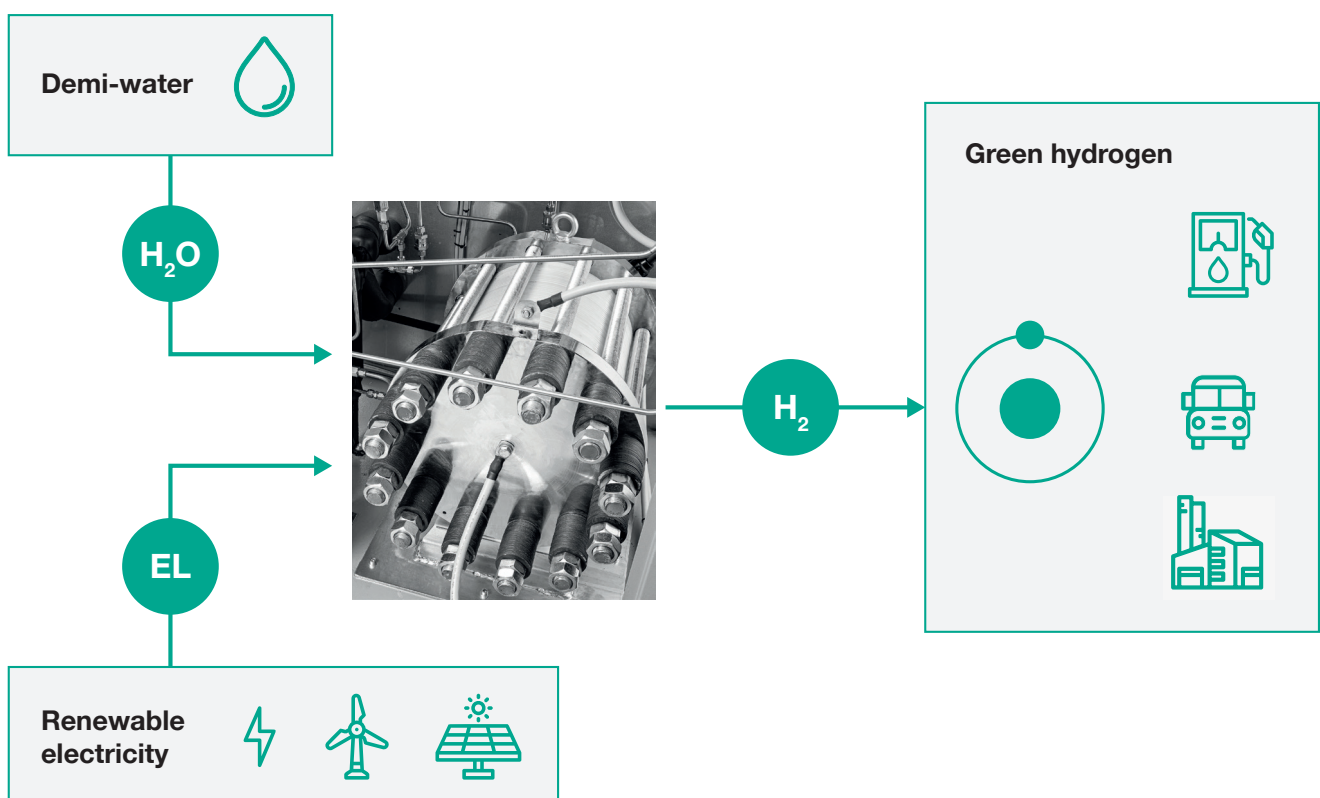 Demi-water
H₂O
Green hydrogen
H₂
EL
Renewable
electricity